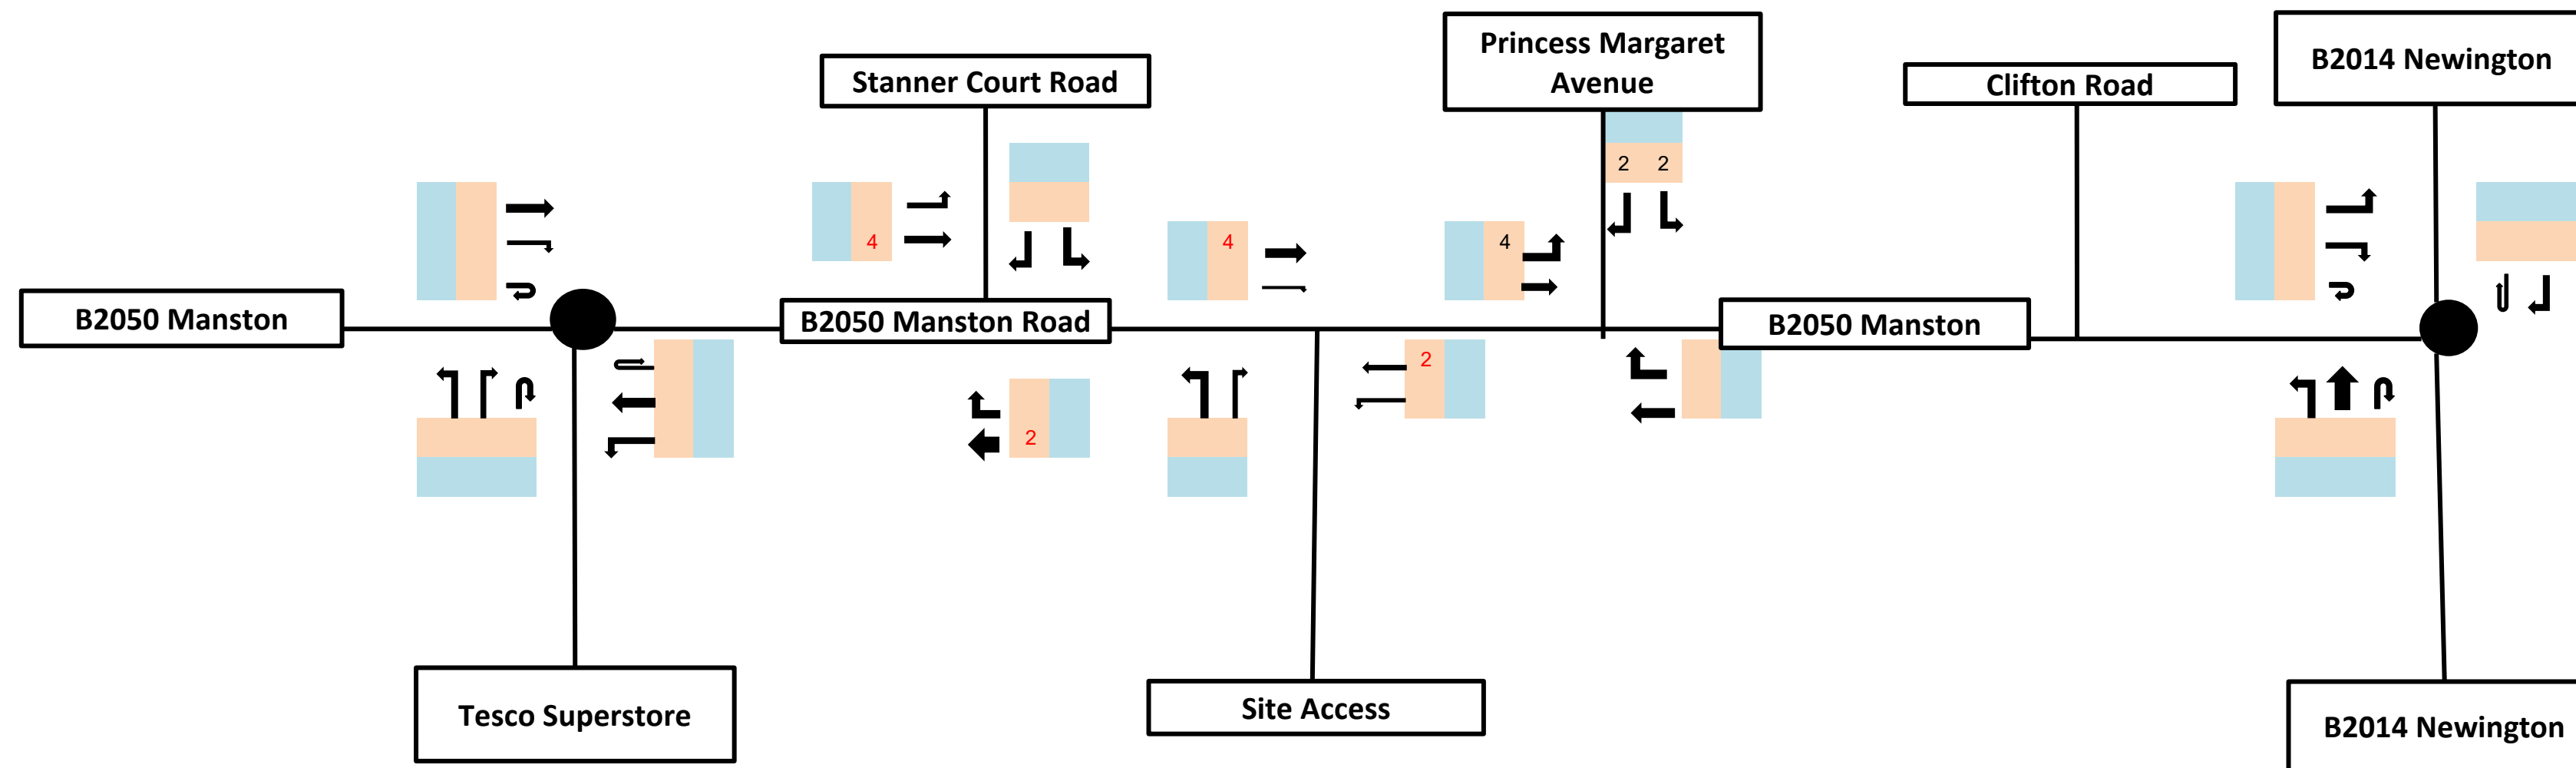 Princess Margaret
Avenue
B2014 Newington
Stanner Court Road
Clifton Road
2 2
4
4
4
B2050 Manston
B2050 Manston Road
B2050 Manston
2
2
Tesco Superstore
Site Access
B2014 Newington